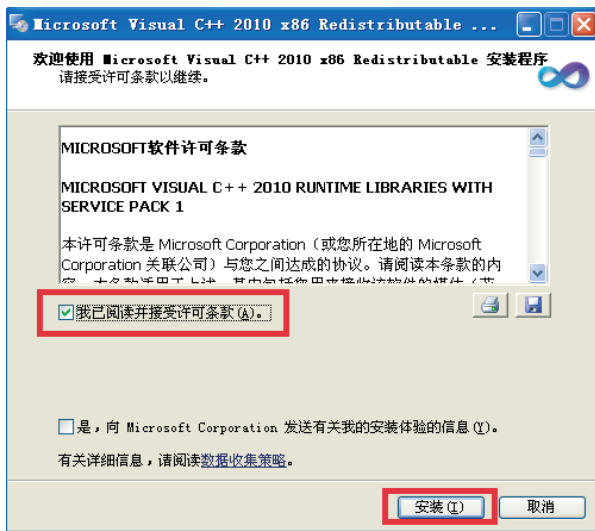 Microsoft Visual C++ 2010 x86 Redistributable ...
欢迎使用 Microsoft Visual C++ 2010 x86 Redistributable 安装程序
请接受许可条款以继续。
MICROSOFT软件许可条款
MICROSOFT VISUAL C++ 2010 RUNTIME LIBRARIES WITH
SERVICE PACK 1
本许可条款是 Microsoft Corporation（或您所在地的 Microsoft
Corporation 关联公司）与您之间达成的协议。请阅读本条款的内
我已阅读并接受许可条款(A)。
是，向 Microsoft Corporation 发送有关我的安装体验的信息(Y)。
有关详细信息，请阅读数据收集策略。
安装(I)
取消